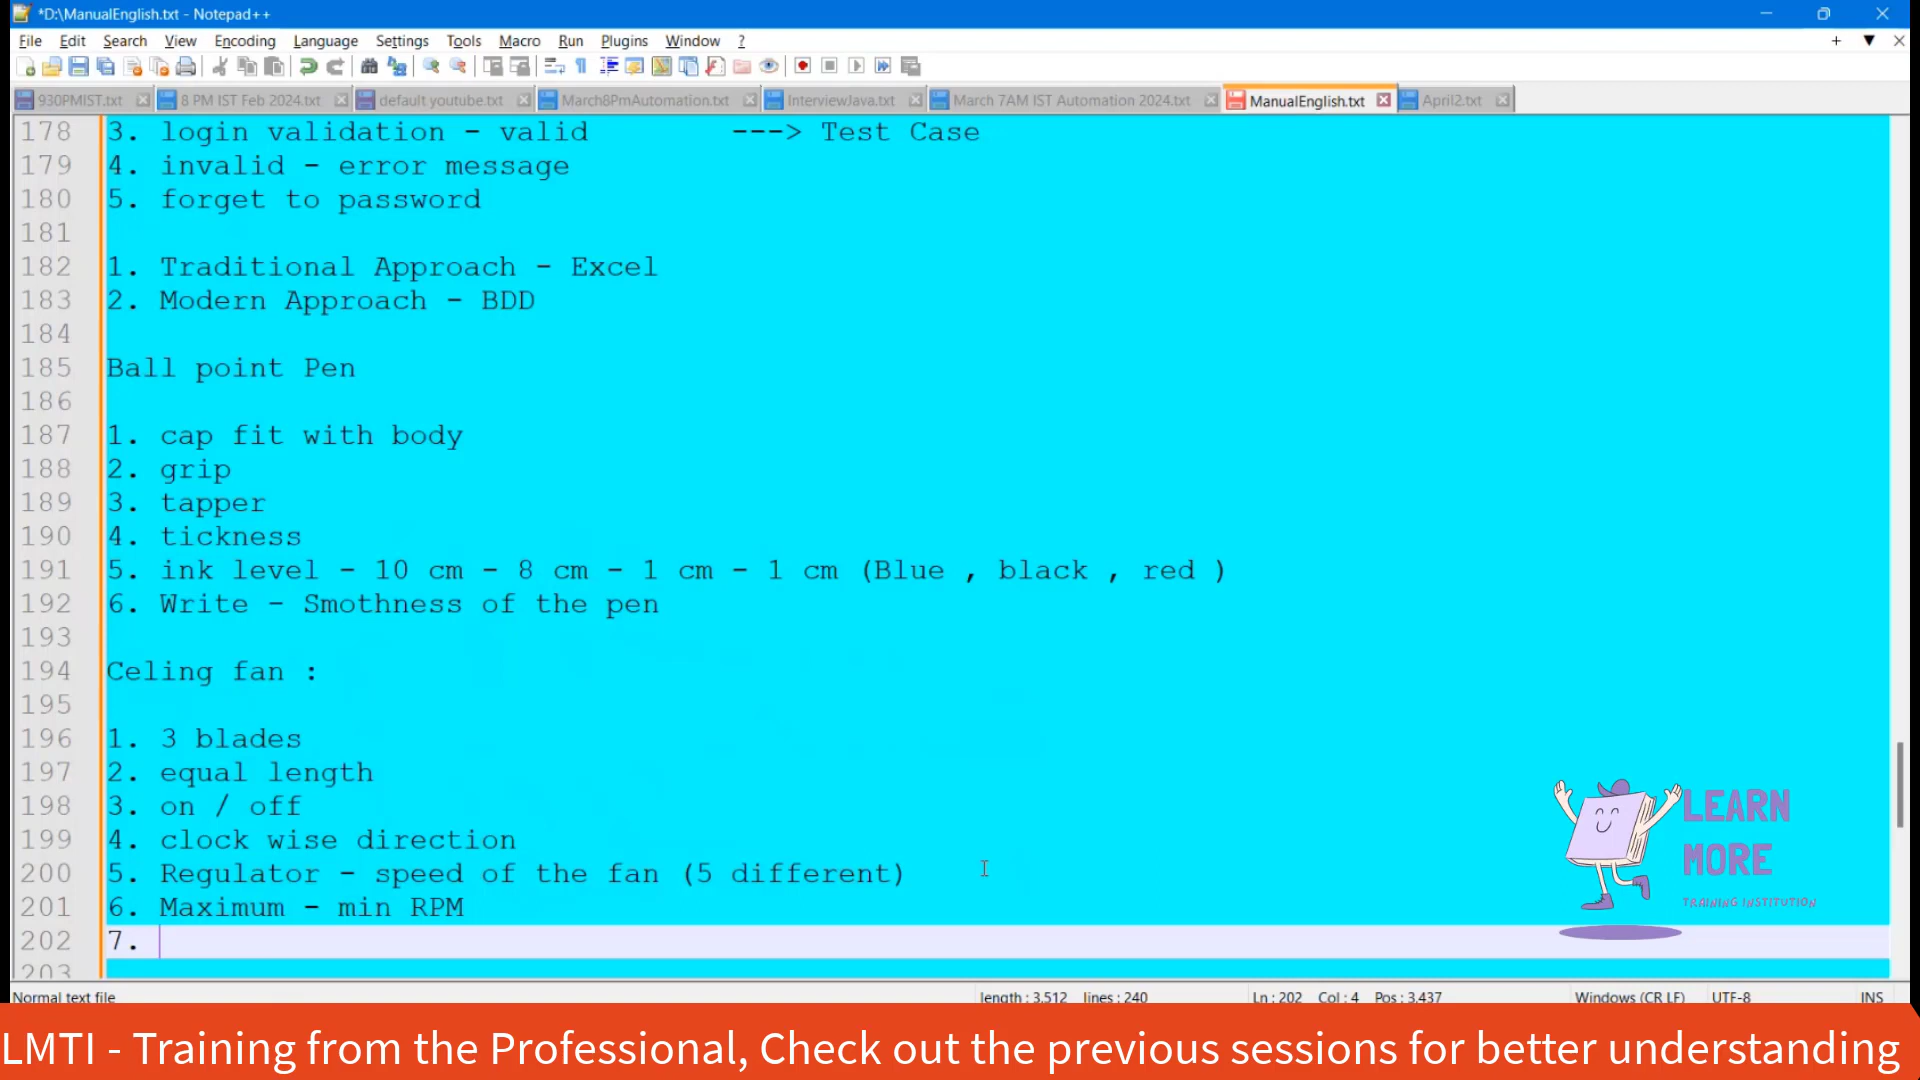 *D:\ManualEnglish.txt - Notepad++
File Edit Search View Encoding Language Settings Tools Macro Run Plugins Window ?
930PMIST.txt 8 PM IST Feb 2024.txt default youtube.txt March8PmAutomation.txt InterviewJava.txt March 7AM IST Automation 2024.txt ManualEnglish.txt April2.txt
178 3. login validation - valid ---> Test Case
179 4. invalid - error message
180 5. forget to password
181
182 1. Traditional Approach - Excel
183 2. Modern Approach - BDD
184
185 Ball point Pen
186
187 1. cap fit with body
188 2. grip
189 3. tapper
190 4. tickness
191 5. ink level - 10 cm - 8 cm - 1 cm - 1 cm (Blue , black , red )
192 6. Write - Smothness of the pen
193
194 Celing fan :
195
196 1. 3 blades
197 2. equal length
198 3. on / off
199 4. clock wise direction
200 5. Regulator - speed of the fan (5 different)
201 6. Maximum - min RPM
202 7.
203
LEARN
MORE
TRAINING INSTITUTION
Normal text file length : 3,512 lines : 240 Ln : 202 Col : 4 Pos : 3,437 Windows (CR LF) UTF-8 INS
LMTI - Training from the Professional, Check out the previous sessions for better understanding